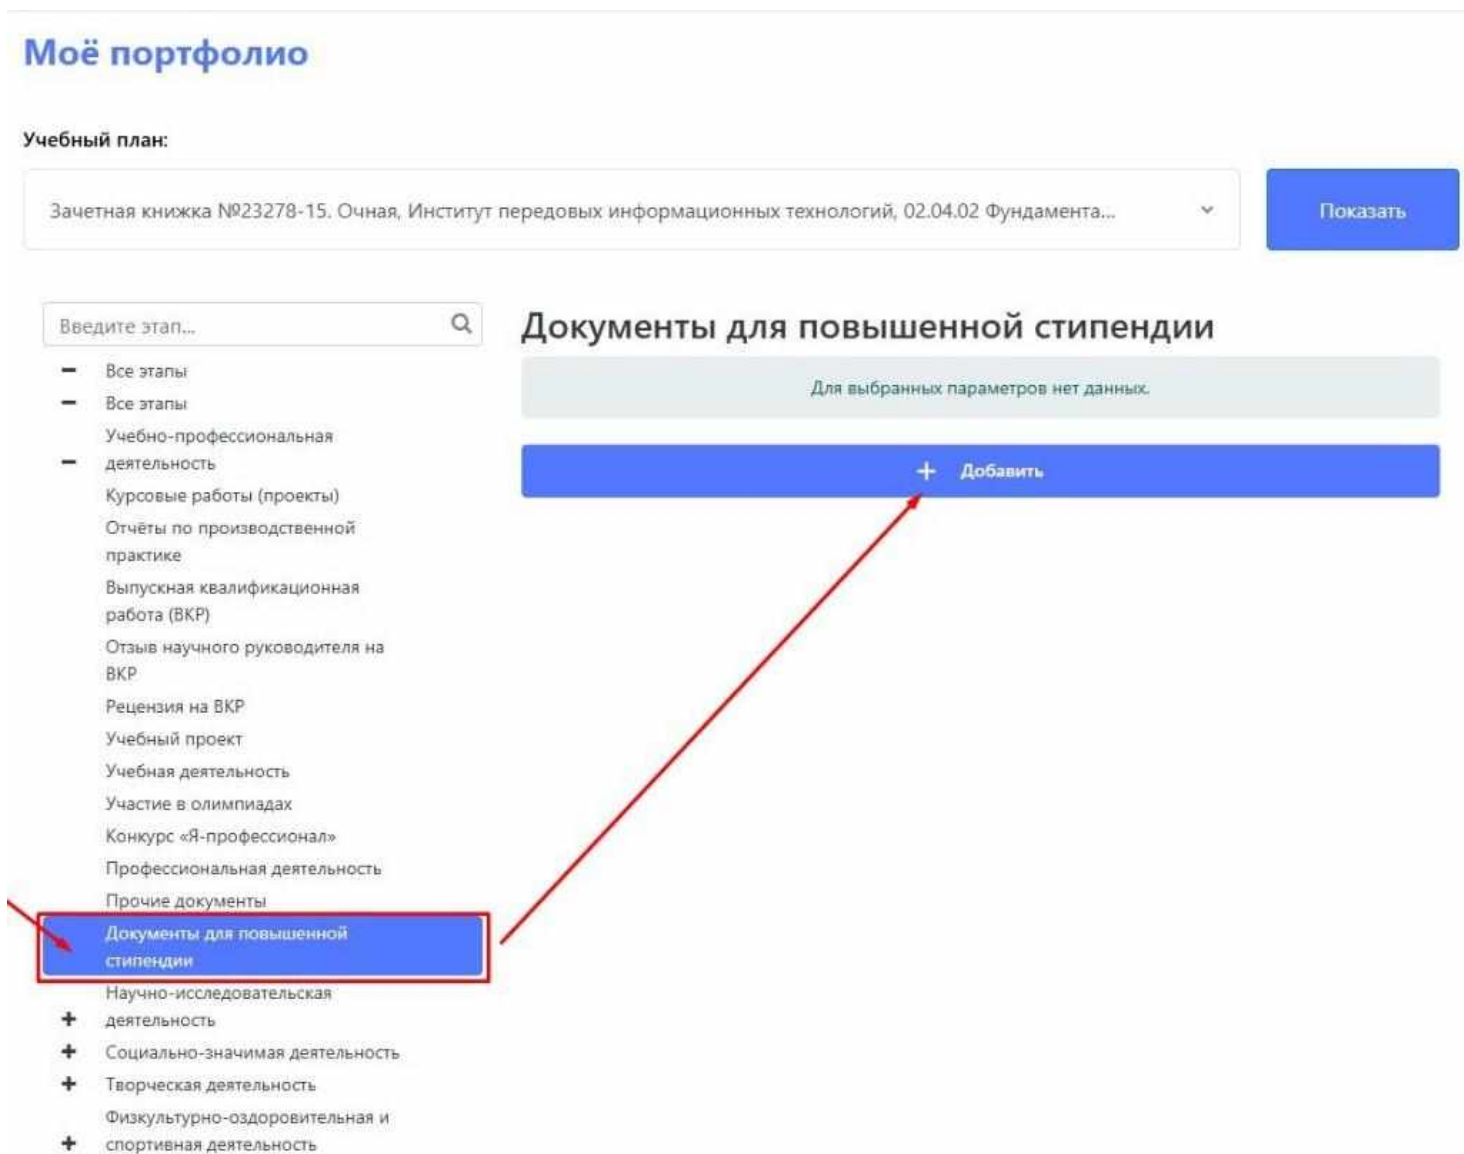 Моё портфолио
Учебный план:
Зачетная книжка №23278-15. Очная, Институт передовых информационных технологий, 02.04.02 Фундамента...
Показать
Введите этап...
Все этапы
Все этапы
Учебно-профессиональная
деятельность
Курсовые работы (проекты)
Отчёты по производственной
практике
Выпускная квалификационная
работа (ВКР)
Отзыв научного руководителя на
ВКР
Рецензия на ВКР
Учебный проект
Учебная деятельность
Участие в олимпиадах
Конкурс «Я-профессионал»
Профессиональная деятельность
Прочие документы
Документы для повышенной
стипендии
Научно-исследовательская
деятельность
Социально-значимая деятельность
Творческая деятельность
Физкультурно-оздоровительная и
спортивная деятельность
Документы для повышенной стипендии
Для выбранных параметров нет данных.
+ Добавить